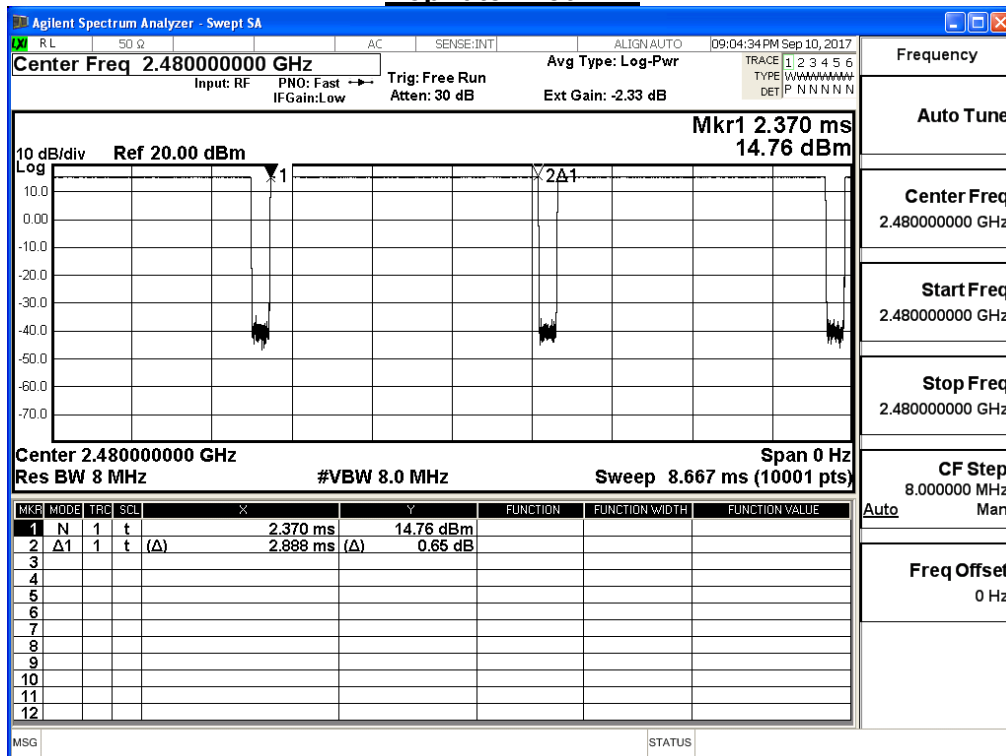 Agilent Spectrum Analyzer - Swept SA
LXI RL 50 Ω AC SENSE:INT ALIGN AUTO 09:04:34 PM Sep 10, 2017
Center Freq 2.480000000 GHz
Input: RF PNO: Fast IFGain:Low
Trig: Free Run
Atten: 30 dB
Avg Type: Log-Pwr
Ext Gain: -2.33 dB
TRACE 1 2 3 4 5 6
TYPE WWWWWW
DET P N N N N N
Mkr1 2.370 ms
14.76 dBm
10 dB/div Ref 20.00 dBm
Log
1
2Δ1
10.0
0.00
-10.0
-20.0
-30.0
-40.0
-50.0
-60.0
-70.0
Center 2.480000000 GHz Span 0 Hz
Res BW 8 MHz #VBW 8.0 MHz Sweep 8.667 ms (10001 pts)
MKR MODE TRC SCL X Y FUNCTION FUNCTION WIDTH FUNCTION VALUE
1 N 1 t 2.370 ms 14.76 dBm
2 Δ1 1 t (Δ) 2.888 ms (Δ) 0.65 dB
3
4
5
6
7
8
9
10
11
12
MSG STATUS
Frequency
Auto Tune
Center Freq
2.480000000 GHz
Start Freq
2.480000000 GHz
Stop Freq
2.480000000 GHz
CF Step
8.000000 MHz
Auto Man
Freq Offset
0 Hz